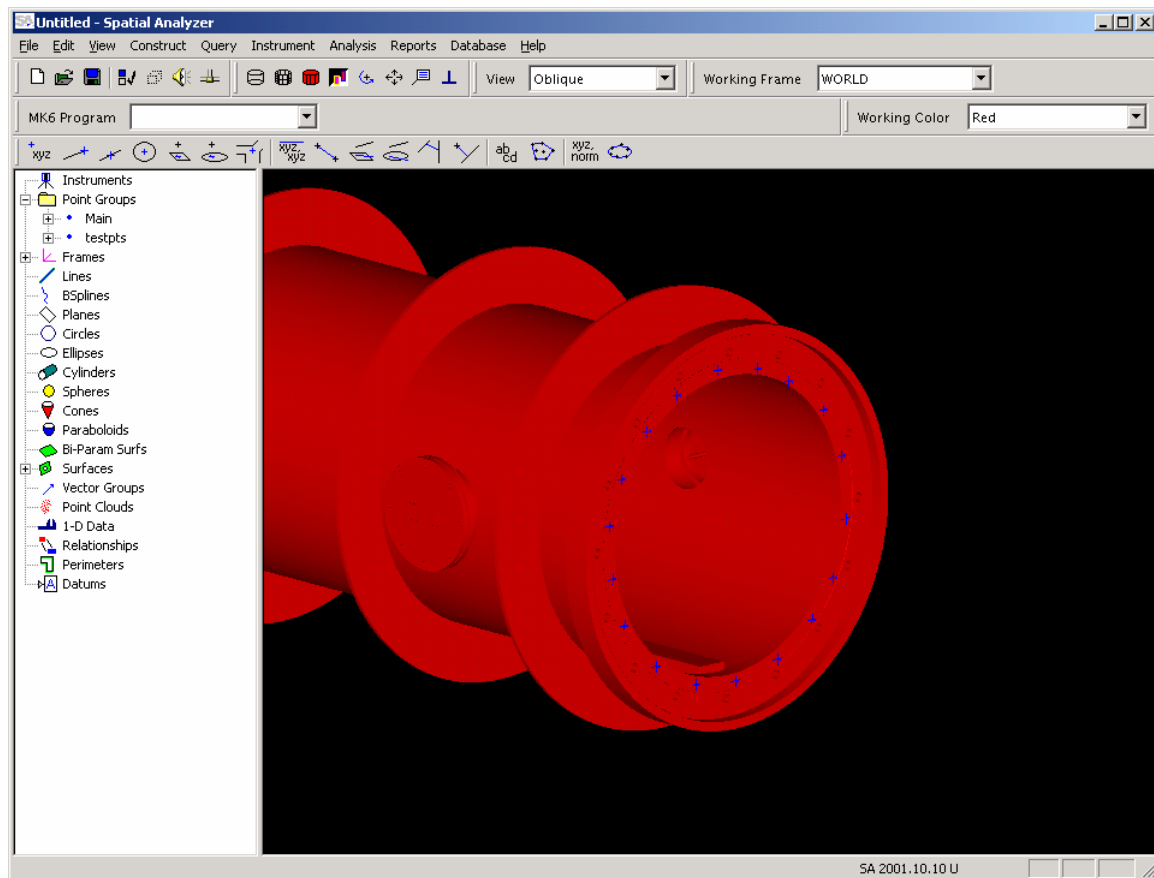 Untitled - Spatial Analyzer
File Edit View Construct Query Instrument Analysis Reports Database Help
View Oblique Working Frame WORLD
MK6 Program Working Color Red
xyz xyz, xyz ab cd xyz, norm
Instruments
Point Groups
Main
testpts
Frames
Lines
BSplines
Planes
Circles
Ellipses
Cylinders
Spheres
Cones
Paraboloids
Bi-Param Surfs
Surfaces
Vector Groups
Point Clouds
1-D Data
Relationships
Perimeters
A Datums
SA 2001.10.10 U